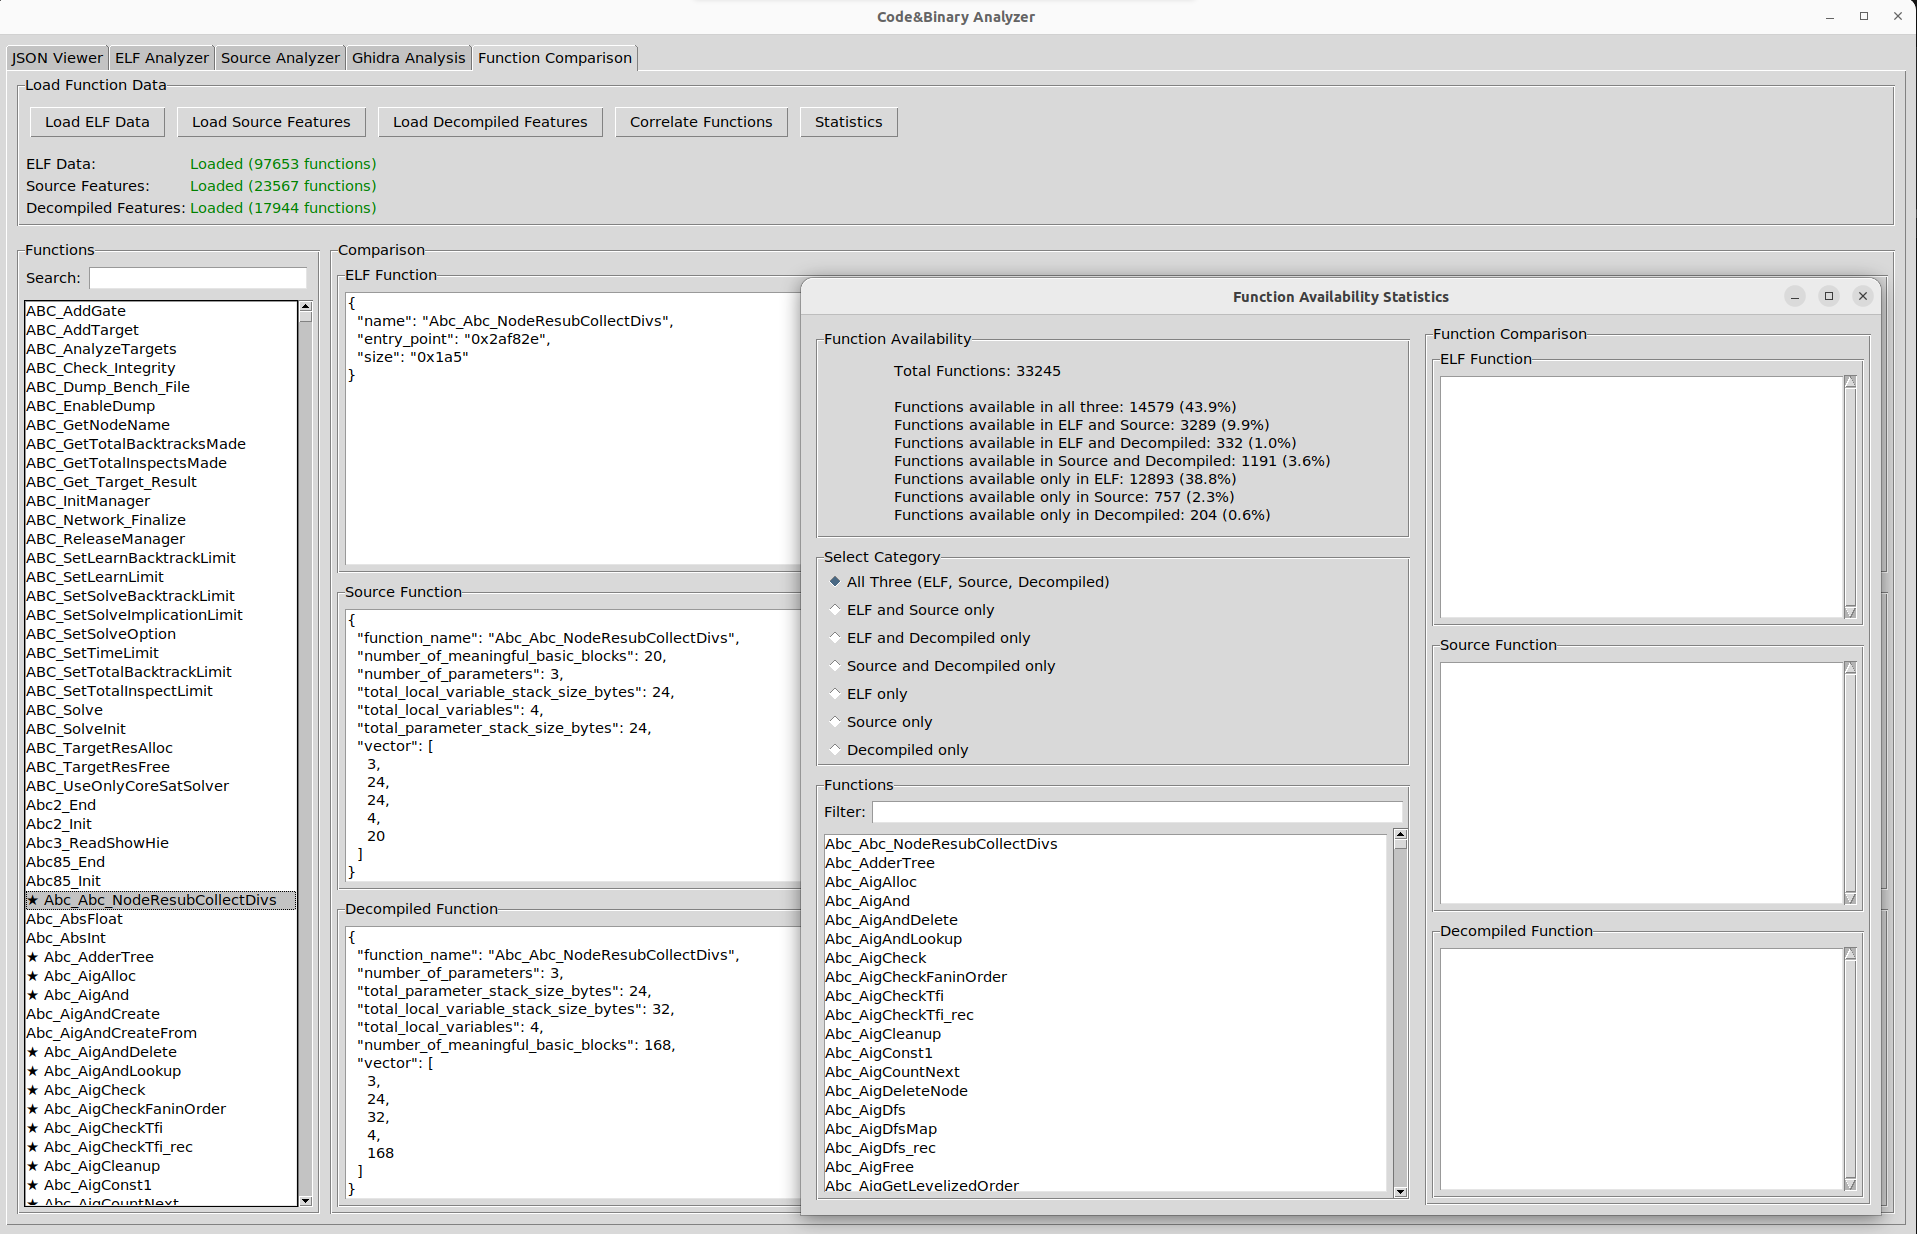 Code&Binary Analyzer
JSON Viewer ELF Analyzer Source Analyzer Ghidra Analysis Function Comparison
Load Function Data
Load ELF Data Load Source Features Load Decompiled Features Correlate Functions Statistics
ELF Data: Loaded (97653 functions)
Source Features: Loaded (23567 functions)
Decompiled Features: Loaded (17944 functions)
Functions
Search:
ABC_AddGate
ABC_AddTarget
ABC_AnalyzeTargets
ABC_Check_Integrity
ABC_Dump_Bench_File
ABC_EnableDump
ABC_GetNodeName
ABC_GetTotalBacktracksMade
ABC_GetTotalInspectsMade
ABC_Get_Target_Result
ABC_InitManager
ABC_Network_Finalize
ABC_ReleaseManager
ABC_SetLearnBacktrackLimit
ABC_SetLearnLimit
ABC_SetSolveBacktrackLimit
ABC_SetSolveImplicationLimit
ABC_SetSolveOption
ABC_SetTimeLimit
ABC_SetTotalBacktrackLimit
ABC_SetTotalInspectLimit
ABC_Solve
ABC_SolveInit
ABC_TargetResAlloc
ABC_TargetResFree
ABC_UseOnlyCoreSatSolver
Abc2_End
Abc2_Init
Abc3_ReadShowHie
Abc85_End
Abc85_Init
★ Abc_Abc_NodeResubCollectDivs
Abc_AbsFloat
Abc_AbsInt
★ Abc_AdderTree
★ Abc_AigAlloc
★ Abc_AigAnd
Abc_AigAndCreate
Abc_AigAndCreateFrom
★ Abc_AigAndDelete
★ Abc_AigAndLookup
★ Abc_AigCheck
★ Abc_AigCheckFaninOrder
★ Abc_AigCheckTfi
★ Abc_AigCheckTfi_rec
★ Abc_AigCleanup
★ Abc_AigConst1
★ Abc_AigCountNext
Comparison
ELF Function
{
"name": "Abc_Abc_NodeResubCollectDivs",
"entry_point": "0x2af82e",
"size": "0x1a5"
}
Source Function
{
"function_name": "Abc_Abc_NodeResubCollectDivs",
"number_of_meaningful_basic_blocks": 20,
"number_of_parameters": 3,
"total_local_variable_stack_size_bytes": 24,
"total_local_variables": 4,
"total_parameter_stack_size_bytes": 24,
"vector": [
3,
24,
24,
4,
20
]
}
Decompiled Function
{
"function_name": "Abc_Abc_NodeResubCollectDivs",
"number_of_parameters": 3,
"total_parameter_stack_size_bytes": 24,
"total_local_variable_stack_size_bytes": 32,
"total_local_variables": 4,
"number_of_meaningful_basic_blocks": 168,
"vector": [
3,
24,
32,
4,
168
]
}
Function Availability Statistics
Function Availability
Total Functions: 33245
Functions available in all three: 14579 (43.9%)
Functions available in ELF and Source: 3289 (9.9%)
Functions available in ELF and Decompiled: 332 (1.0%)
Functions available in Source and Decompiled: 1191 (3.6%)
Functions available only in ELF: 12893 (38.8%)
Functions available only in Source: 757 (2.3%)
Functions available only in Decompiled: 204 (0.6%)
Select Category
All Three (ELF, Source, Decompiled)
ELF and Source only
ELF and Decompiled only
Source and Decompiled only
ELF only
Source only
Decompiled only
Functions
Filter:
Abc_Abc_NodeResubCollectDivs
Abc_AdderTree
Abc_AigAlloc
Abc_AigAnd
Abc_AigAndDelete
Abc_AigAndLookup
Abc_AigCheck
Abc_AigCheckFaninOrder
Abc_AigCheckTfi
Abc_AigCheckTfi_rec
Abc_AigCleanup
Abc_AigConst1
Abc_AigCountNext
Abc_AigDeleteNode
Abc_AigDfs
Abc_AigDfsMap
Abc_AigDfs_rec
Abc_AigFree
Abc_AigGetLevelizedOrder
Function Comparison
ELF Function
Source Function
Decompiled Function